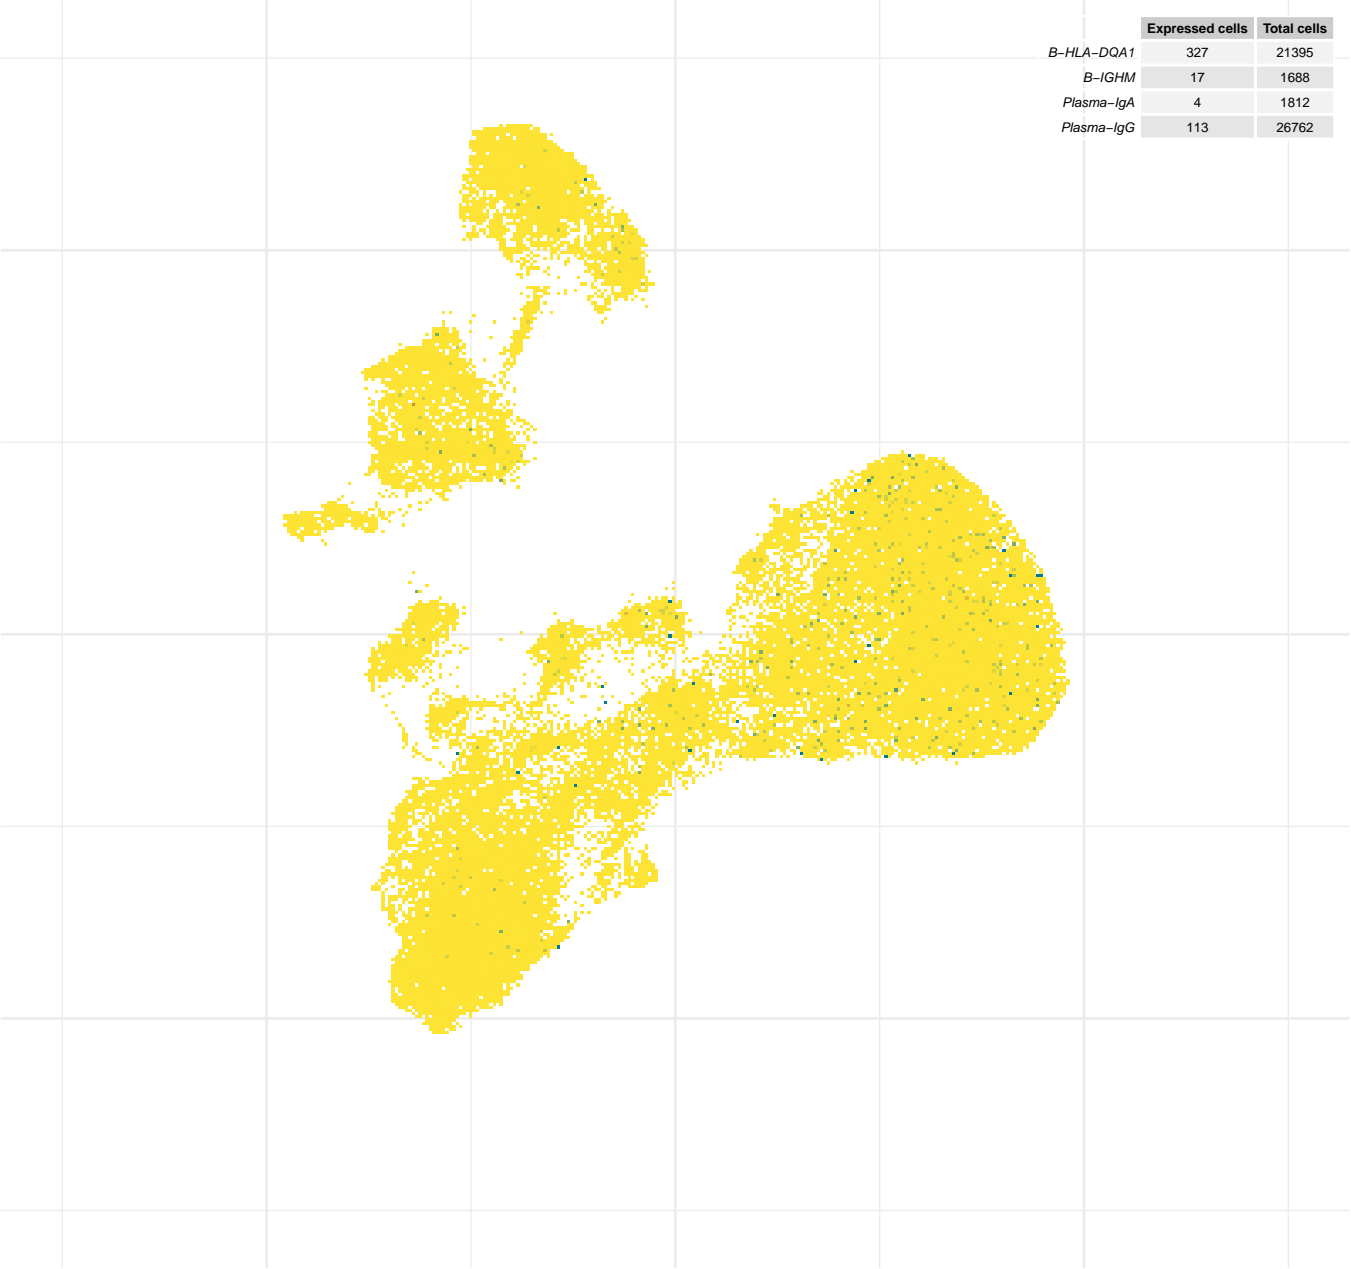 Expressed cells Total cells
B−HLA−DQA1 327 21395
B−IGHM 17 1688
Plasma−IgA 4 1812
Plasma−IgG 113 26762